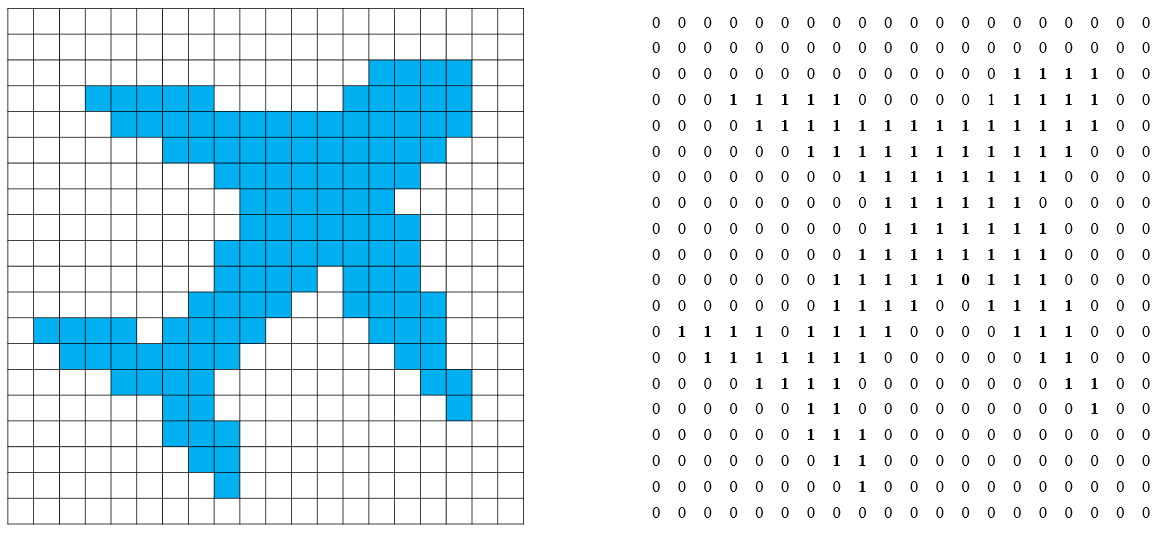 0 0 0 0 0 0 0 0 0 0 0 0 0 0 0 0 0 0 0 0
0 0 0 0 0 0 0 0 0 0 0 0 0 0 0 0 0 0 0 0
0 0 0 0 0 0 0 0 0 0 0 0 0 0 1 1 1 1 0 0
0 0 0 1 1 1 1 1 0 0 0 0 0 1 1 1 1 1 0 0
0 0 0 0 1 1 1 1 1 1 1 1 1 1 1 1 1 1 0 0
0 0 0 0 0 0 1 1 1 1 1 1 1 1 1 1 1 0 0 0
0 0 0 0 0 0 0 0 1 1 1 1 1 1 1 1 0 0 0 0
0 0 0 0 0 0 0 0 0 1 1 1 1 1 1 0 0 0 0 0
0 0 0 0 0 0 0 0 0 1 1 1 1 1 1 1 0 0 0 0
0 0 0 0 0 0 0 0 1 1 1 1 1 1 1 1 0 0 0 0
0 0 0 0 0 0 0 1 1 1 1 1 0 1 1 1 0 0 0 0
0 0 0 0 0 0 0 1 1 1 1 0 0 1 1 1 1 0 0 0
0 1 1 1 1 0 1 1 1 1 0 0 0 0 1 1 1 0 0 0
0 0 1 1 1 1 1 1 1 0 0 0 0 0 0 1 1 0 0 0
0 0 0 0 1 1 1 1 0 0 0 0 0 0 0 0 1 1 0 0
0 0 0 0 0 0 1 1 0 0 0 0 0 0 0 0 0 1 0 0
0 0 0 0 0 0 1 1 1 0 0 0 0 0 0 0 0 0 0 0
0 0 0 0 0 0 0 1 1 0 0 0 0 0 0 0 0 0 0 0
0 0 0 0 0 0 0 0 1 0 0 0 0 0 0 0 0 0 0 0
0 0 0 0 0 0 0 0 0 0 0 0 0 0 0 0 0 0 0 0